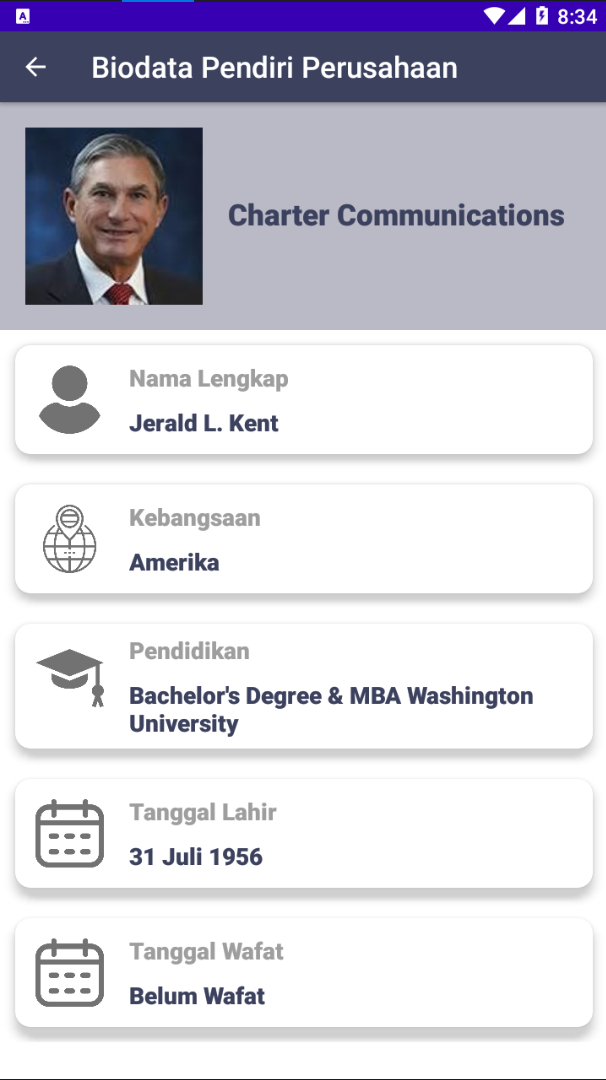 8:34
Biodata Pendiri Perusahaan
Charter Communications
Nama Lengkap
Jerald L. Kent
Kebangsaan
Amerika
Pendidikan
Bachelor's Degree & MBA Washington
University
Tanggal Lahir
31 Juli 1956
Tanggal Wafat
Belum Wafat